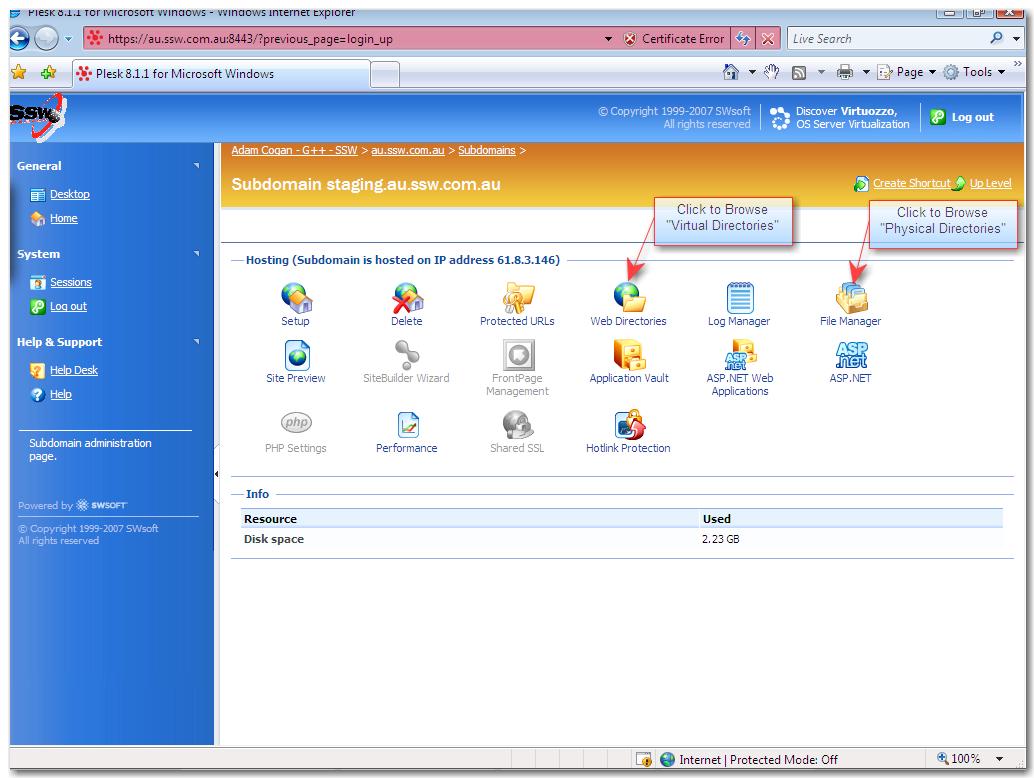 Plesk 8.1.1 for Microsoft Windows - Windows Internet Explorer
https://au.ssw.com.au:8443/?previous_page=login_up
Certificate Error
Live Search
Plesk 8.1.1 for Microsoft Windows
Page
Tools
SSW
© Copyright 1999-2007 SWsoft
All rights reserved
Discover Virtuozzo,
OS Server Virtualization
Log out
General
Desktop
Home
System
Sessions
Log out
Help & Support
Help Desk
Help
Subdomain administration
page.
Powered by SWSOFT
© Copyright 1999-2007 SWsoft
All rights reserved
Adam Cogan - G++ - SSW > au.ssw.com.au > Subdomains >
Subdomain staging.au.ssw.com.au
Create Shortcut
Up Level
Click to Browse
"Virtual Directories"
Click to Browse
"Physical Directories"
Hosting (Subdomain is hosted on IP address 61.8.3.146)
Setup
Delete
Protected URLs
Web Directories
Log Manager
File Manager
Site Preview
SiteBuilder Wizard
FrontPage
Management
Application Vault
ASP
.net
ASP.NET Web
Applications
ASP
.net
ASP.NET
php
PHP Settings
Performance
Shared SSL
Hotlink Protection
Info
Resource Used
Disk space 2.23 GB
Internet | Protected Mode: Off
100%